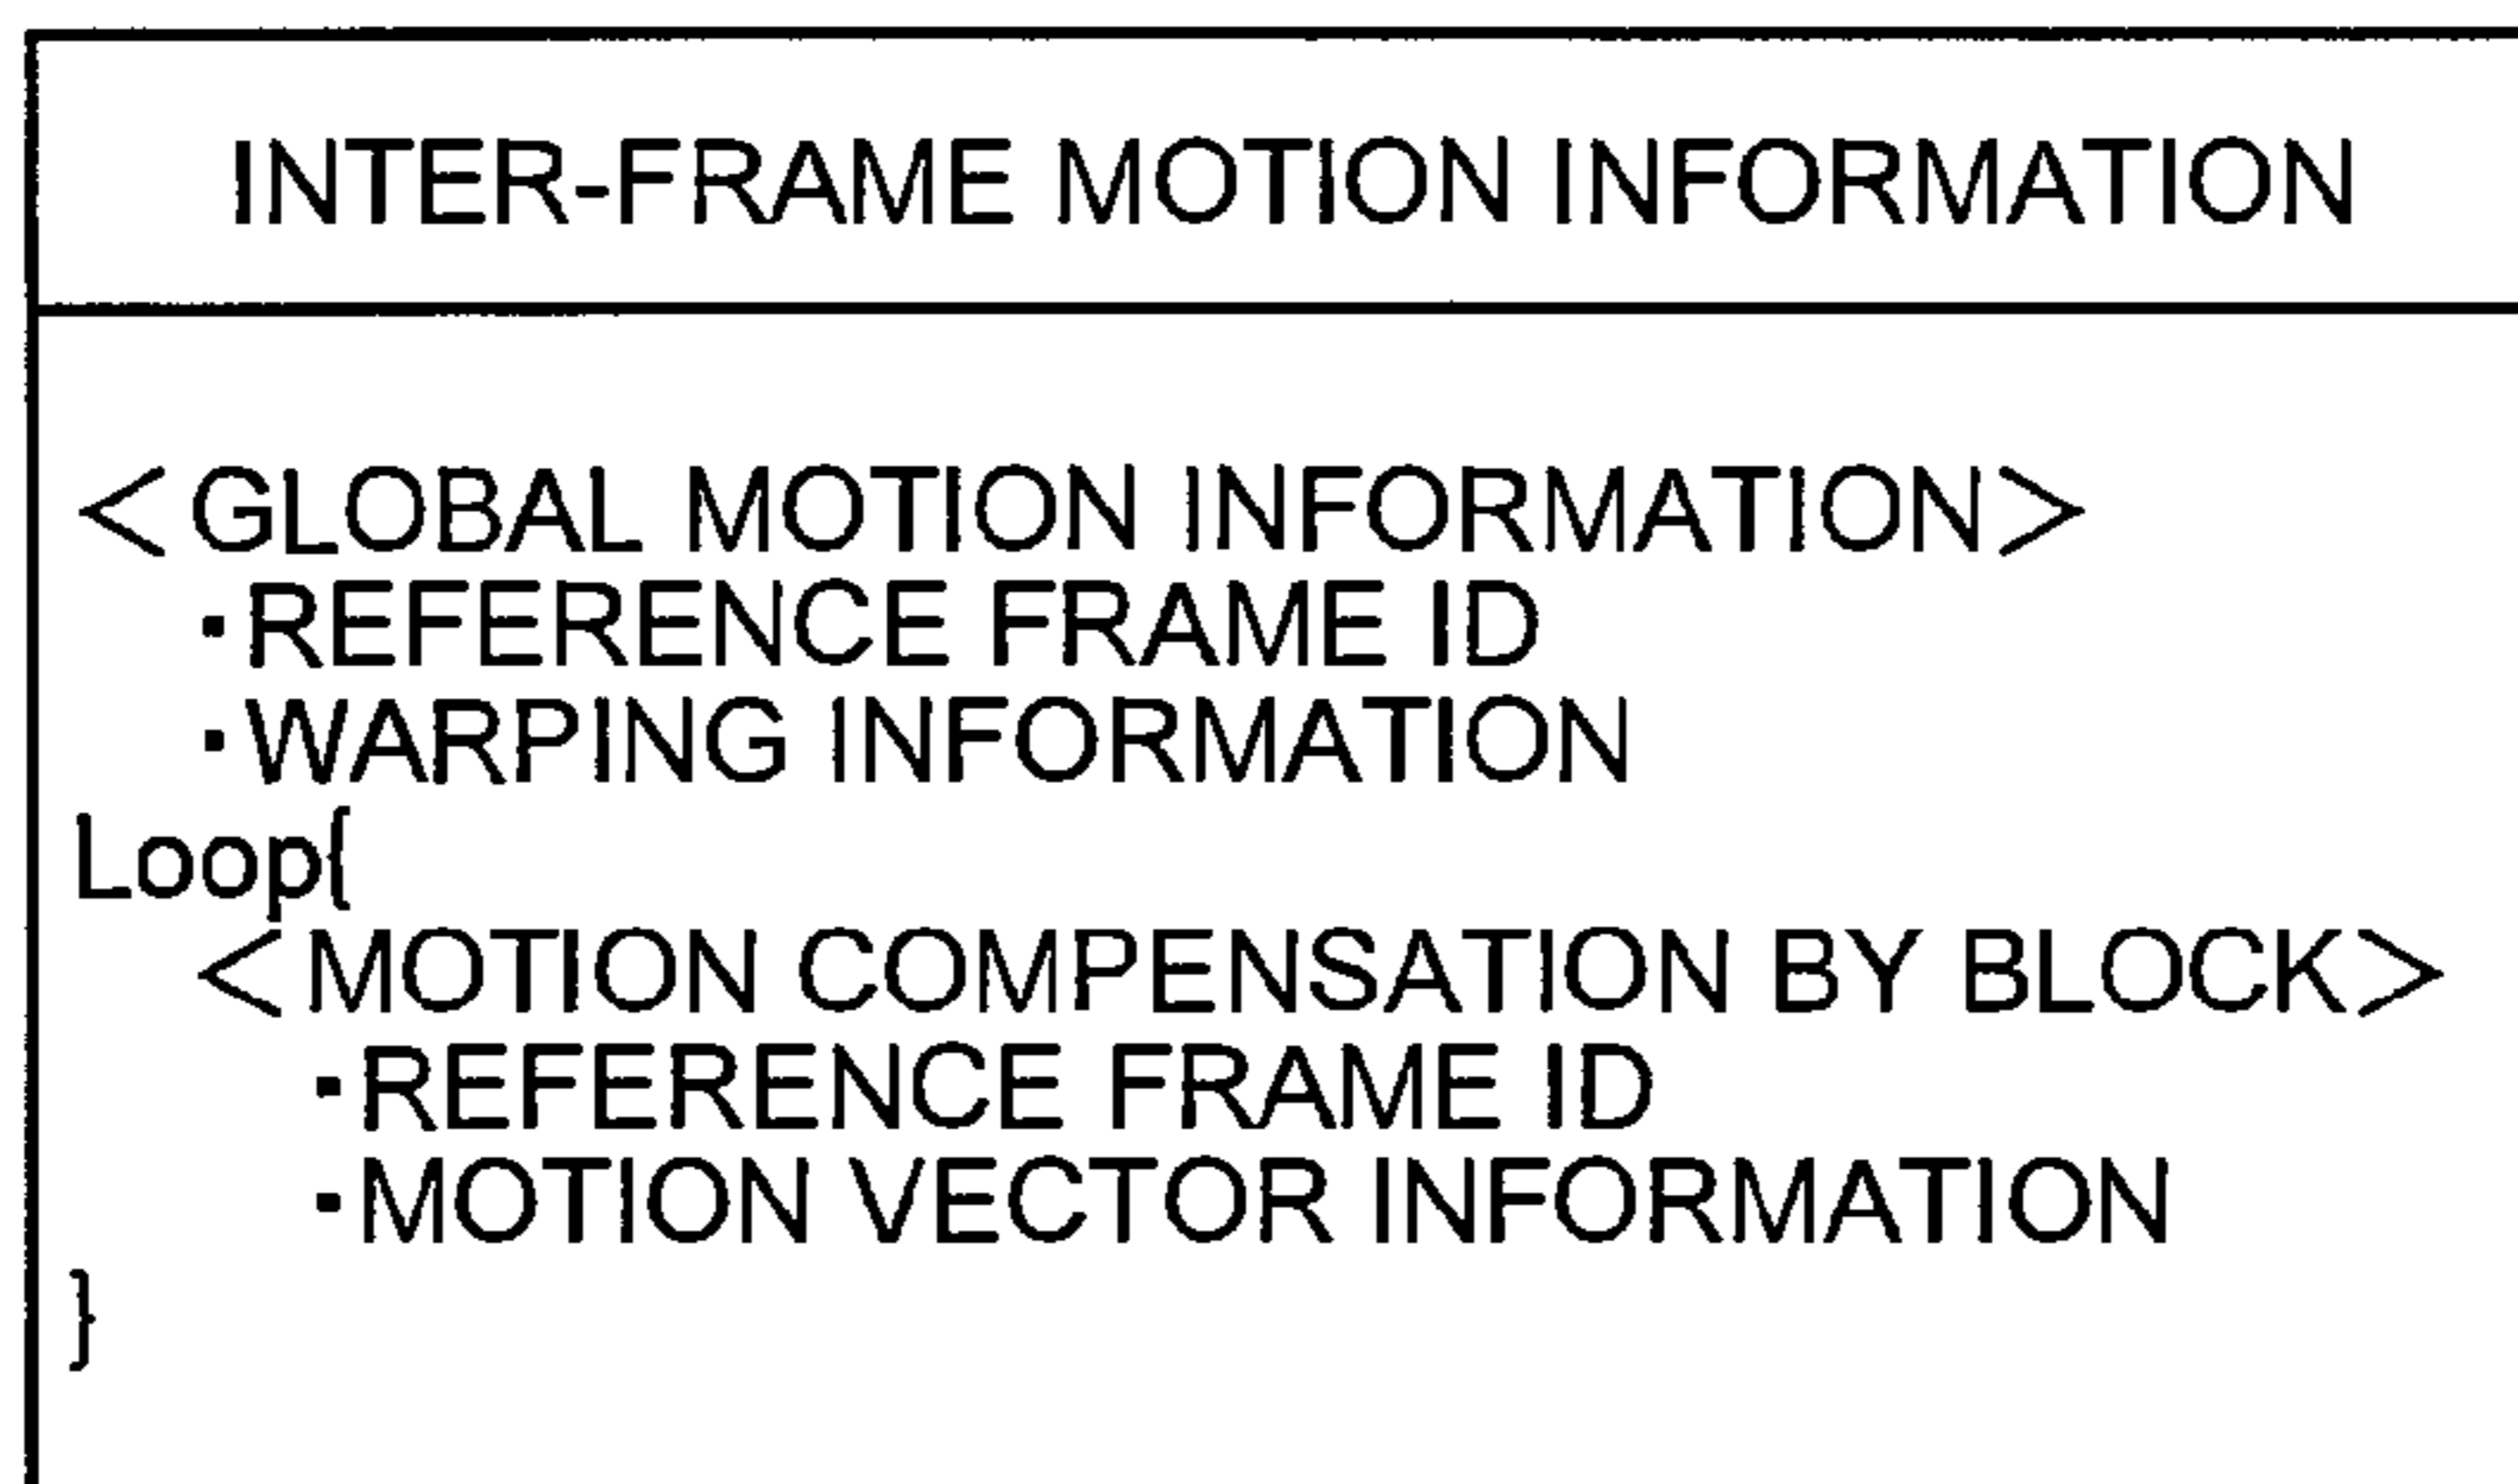 INTER-FRAME MOTION INFORMATION
<GLOBAL MOTION INFORMATION>
・REFERENCE FRAME ID
・WARPING INFORMATION
Loop{
<MOTION COMPENSATION BY BLOCK>
・REFERENCE FRAME ID
・MOTION VECTOR INFORMATION
}